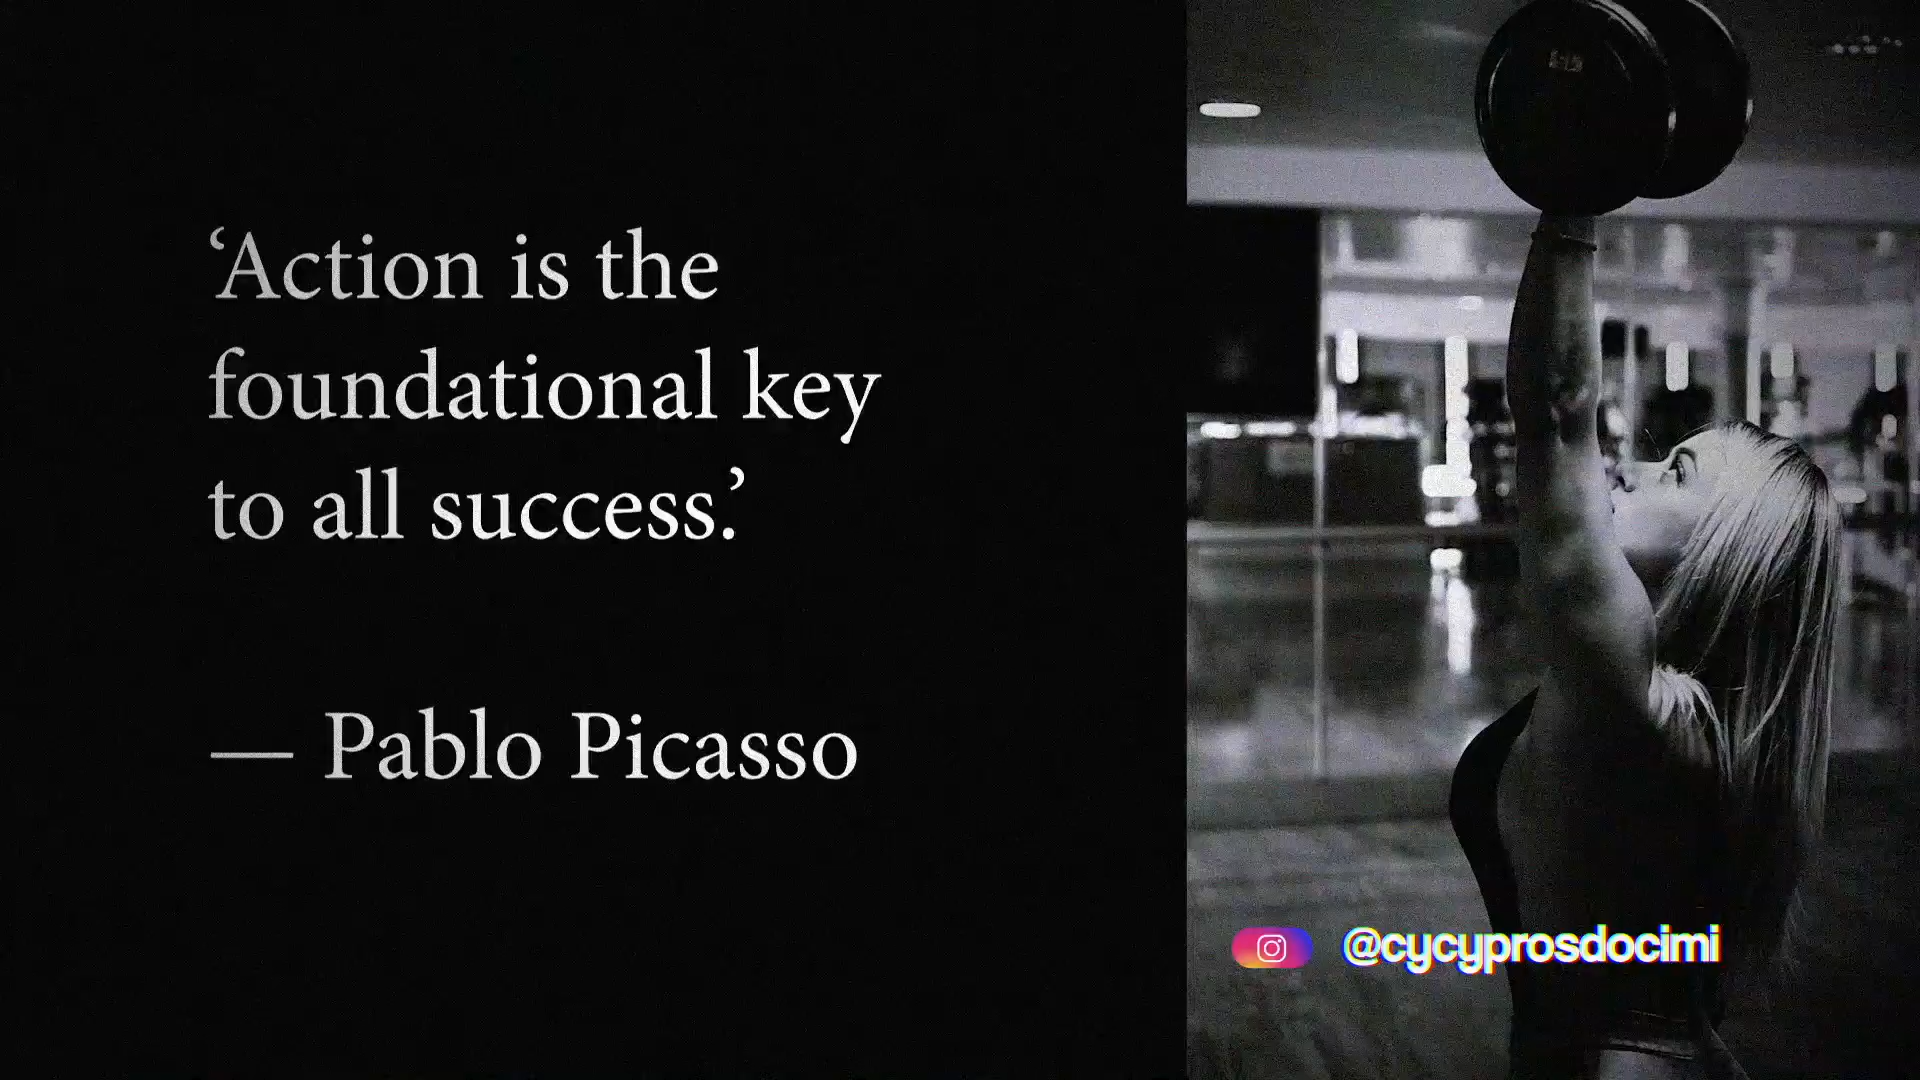 ‘Action is the
foundational key
to all success.’
— Pablo Picasso
@cycyprosdocimi